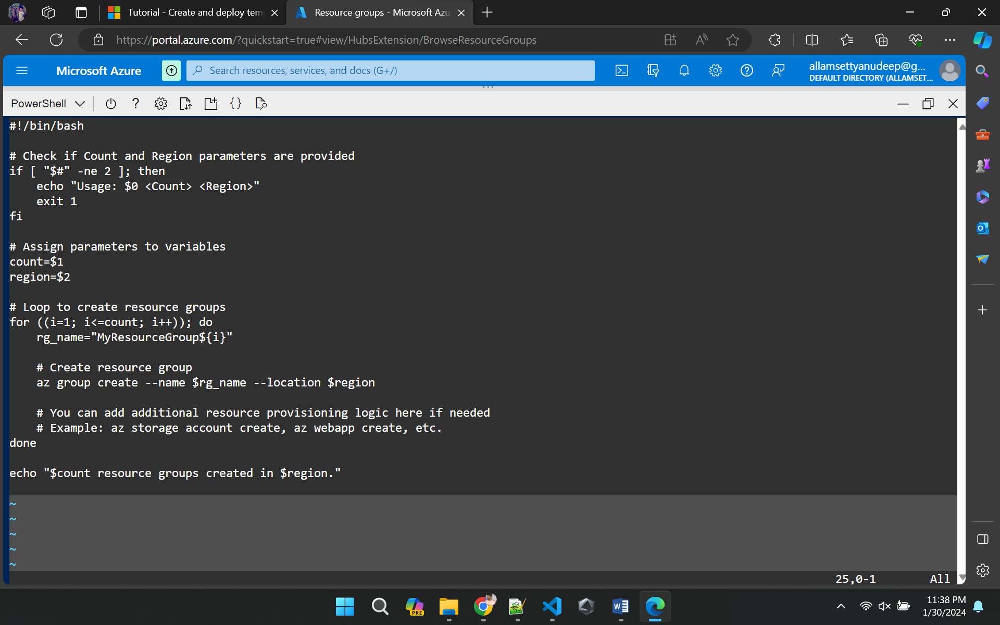 Tutorial - Create and deploy tem
Resource groups - Microsoft Azu
https://portal.azure.com/?quickstart=true#view/HubsExtension/BrowseResourceGroups
Microsoft Azure
Search resources, services, and docs (G+/)
allamsettyanudeep@g...
DEFAULT DIRECTORY (ALLAMSET...
PowerShell
#!/bin/bash
# Check if Count and Region parameters are provided
if [ "$#" -ne 2 ]; then
    echo "Usage: $0 <Count> <Region>"
    exit 1
fi
# Assign parameters to variables
count=$1
region=$2
# Loop to create resource groups
for ((i=1; i<=count; i++)); do
    rg_name="MyResourceGroup${i}"
    # Create resource group
    az group create --name $rg_name --location $region
    # You can add additional resource provisioning logic here if needed
    # Example: az storage account create, az webapp create, etc.
done
echo "$count resource groups created in $region."
~
~
~
~
~
25,0-1 All
PRE
11:38 PM
1/30/2024